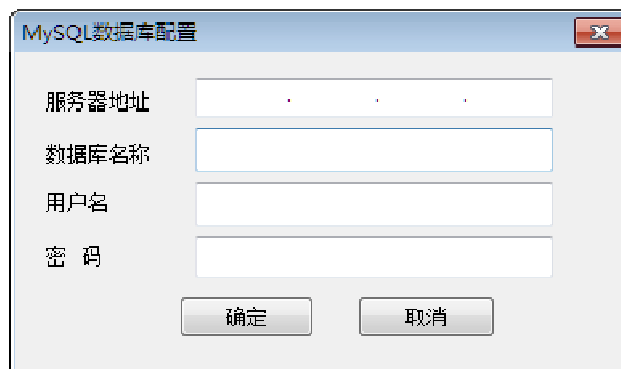 MySQL数据库配置
服务器地址 . . .
数据库名称
用户名
密 码
确定 取消